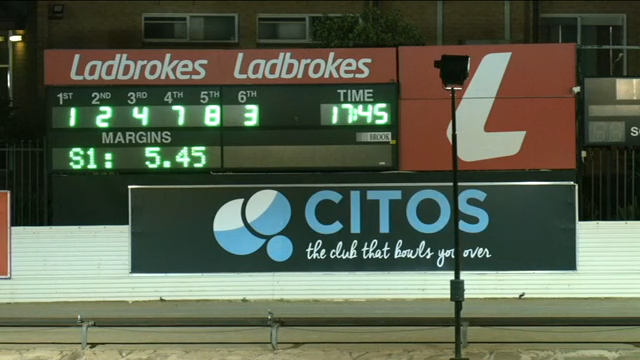 Ladbrokes Ladbrokes
1ST 2ND 3RD 4TH 5TH 6TH TIME
1 2 4 7 8 3 17:45
MARGINS BROOK
S1: 5.45
L
CITOS
the club that bowls you over